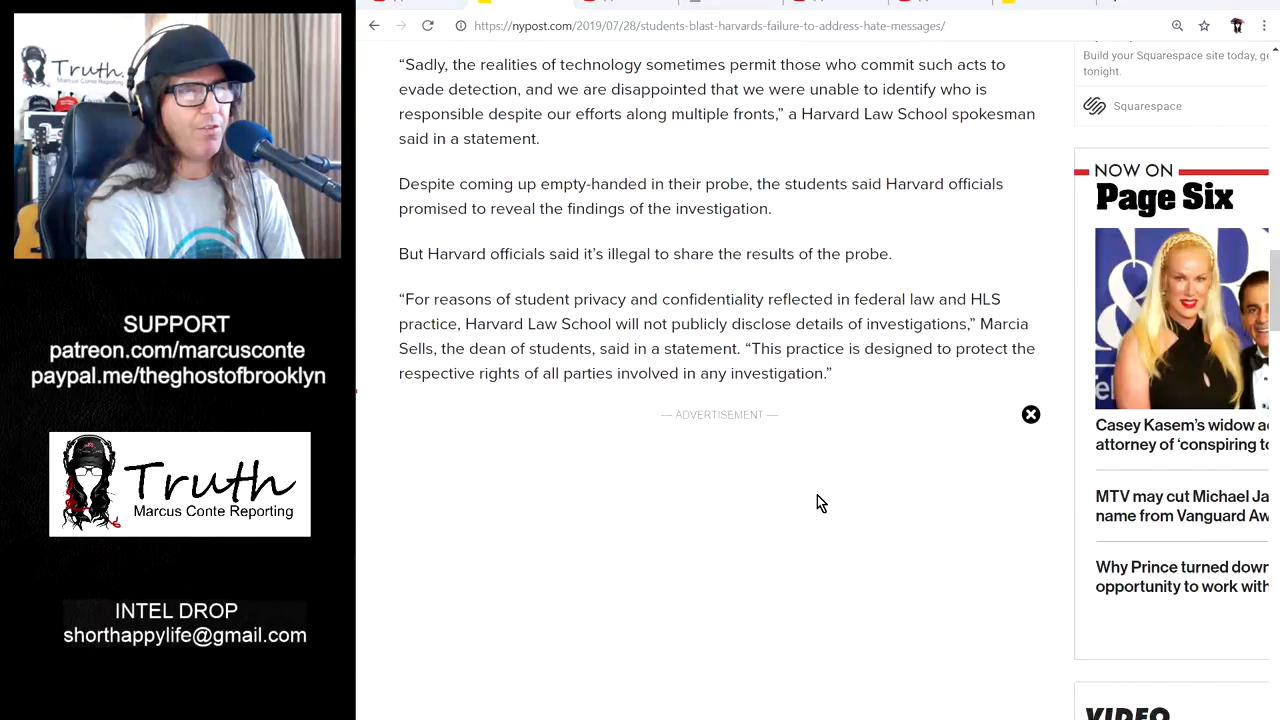 Truth.
Marcus Conte Reporting
SUPPORT
patreon.com/marcusconte
paypal.me/theghostofbrooklyn
Truth
Marcus Conte Reporting
INTEL DROP
shorthappylife@gmail.com
https://nypost.com/2019/07/28/students-blast-harvards-failure-to-address-hate-messages/
“Sadly, the realities of technology sometimes permit those who commit such acts to
evade detection, and we are disappointed that we were unable to identify who is
responsible despite our efforts along multiple fronts,” a Harvard Law School spokesman
said in a statement.
Despite coming up empty-handed in their probe, the students said Harvard officials
promised to reveal the findings of the investigation.
But Harvard officials said it’s illegal to share the results of the probe.
“For reasons of student privacy and confidentiality reflected in federal law and HLS
practice, Harvard Law School will not publicly disclose details of investigations,” Marcia
Sells, the dean of students, said in a statement. “This practice is designed to protect the
respective rights of all parties involved in any investigation.”
— ADVERTISEMENT —
Build your Squarespace site today, ge
tonight.
Squarespace
NOW ON
Page Six
Casey Kasem’s widow a
attorney of ‘conspiring to
MTV may cut Michael Ja
name from Vanguard Aw
Why Prince turned down
opportunity to work with
VIDEO